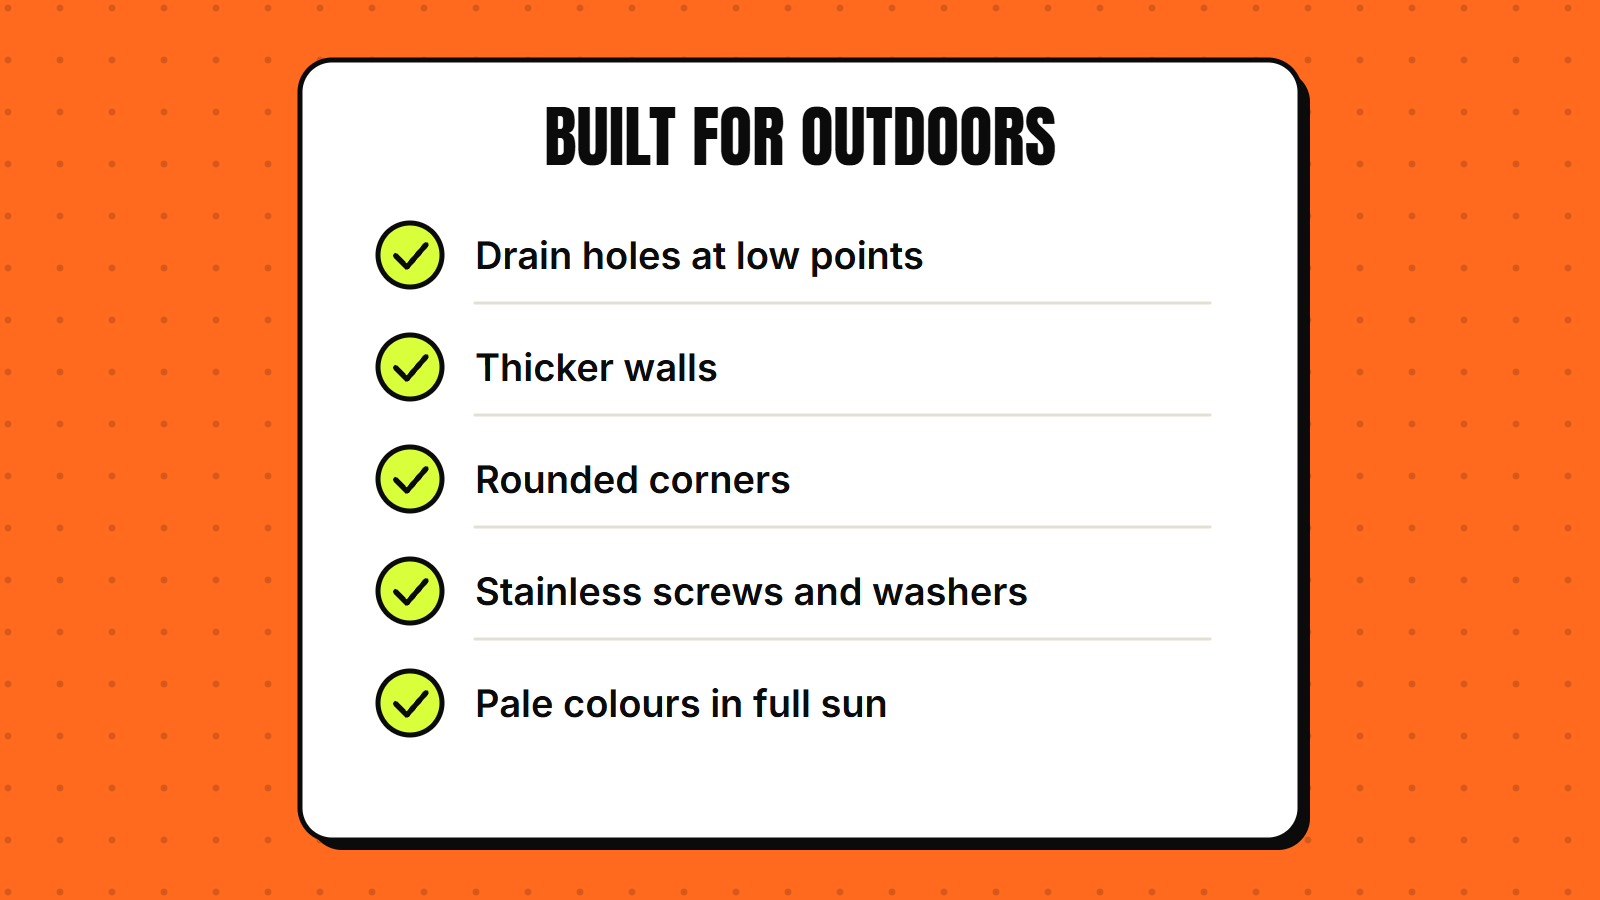 BUILT FOR OUTDOORS
Drain holes at low points
Thicker walls
Rounded corners
Stainless screws and washers
Pale colours in full sun